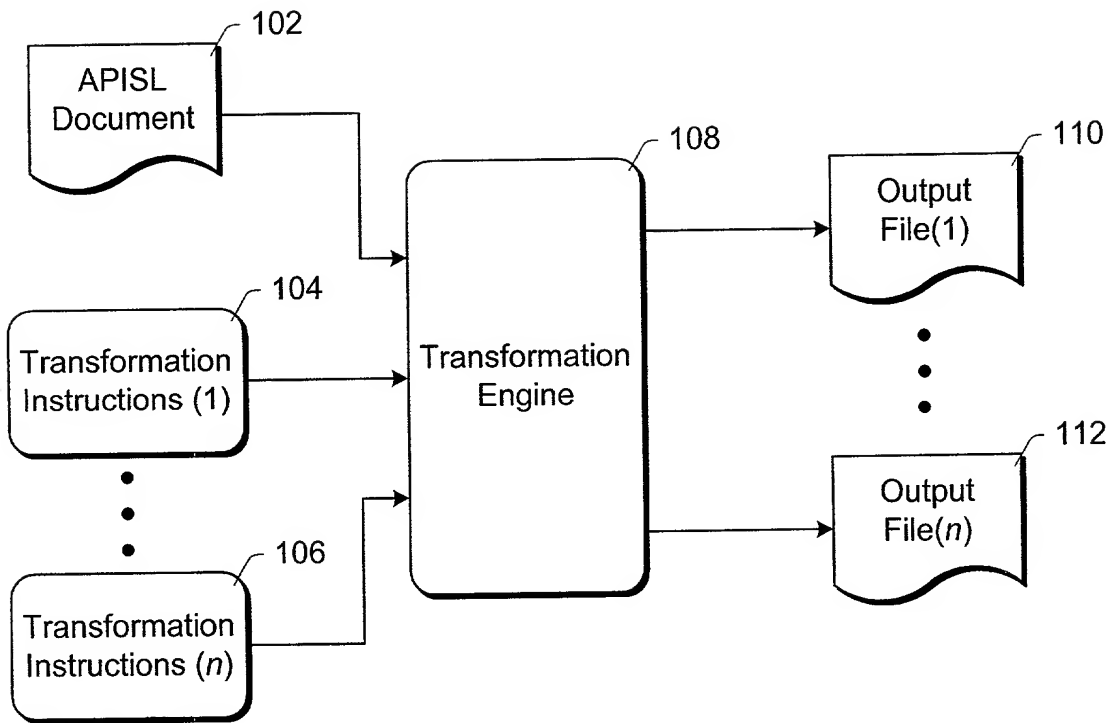 102
APISL
Document
104
Transformation
Instructions (1)
106
Transformation
Instructions (n)
108
Transformation
Engine
110
Output
File(1)
112
Output
File(n)